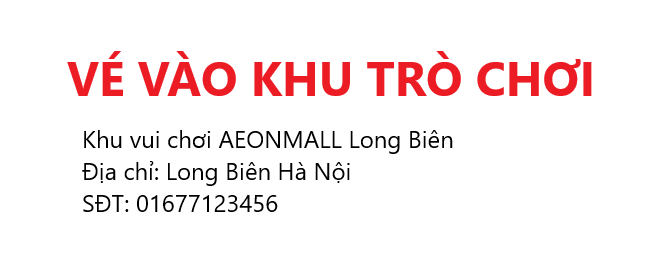 VÉ VÀO KHU TRÒ CHƠI
Khu vui chơi AEONMALL Long Biên
Địa chỉ: Long Biên Hà Nội
SĐT: 01677123456